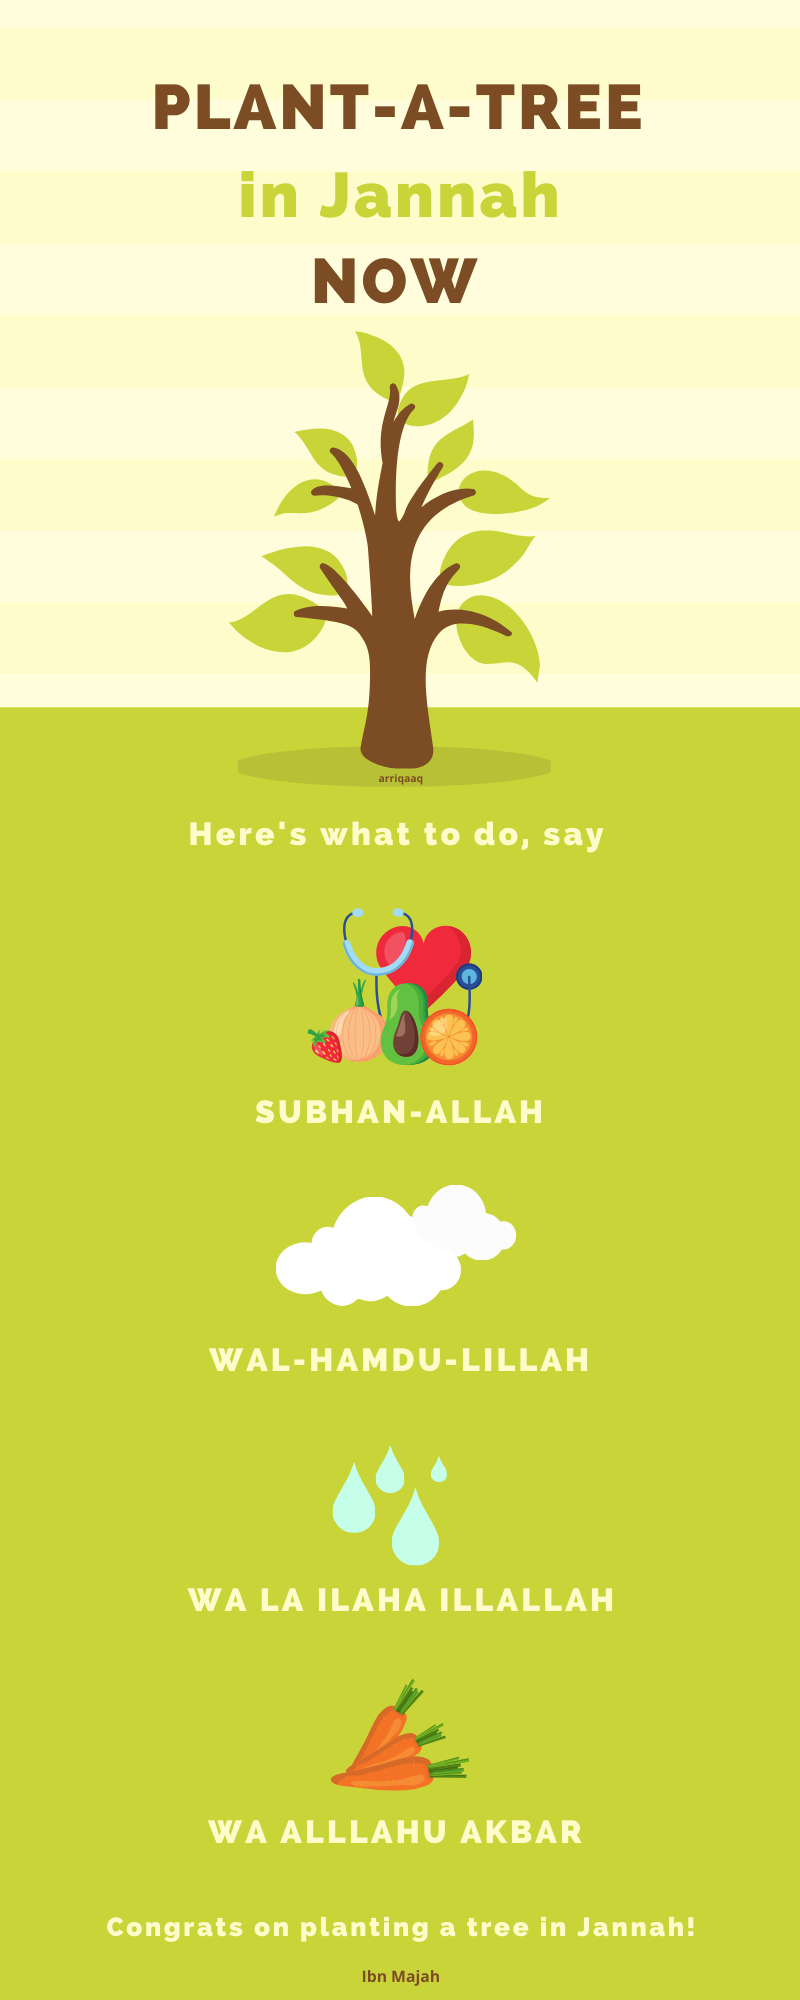 PLANT-A-TREE
in Jannah
NOW
arriqaaq
Here's what to do, say
SUBHAN-ALLAH
WAL-HAMDU-LILLAH
WA LA ILAHA ILLALLAH
WA ALLLAHU AKBAR
Congrats on planting a tree in Jannah!
Ibn Majah